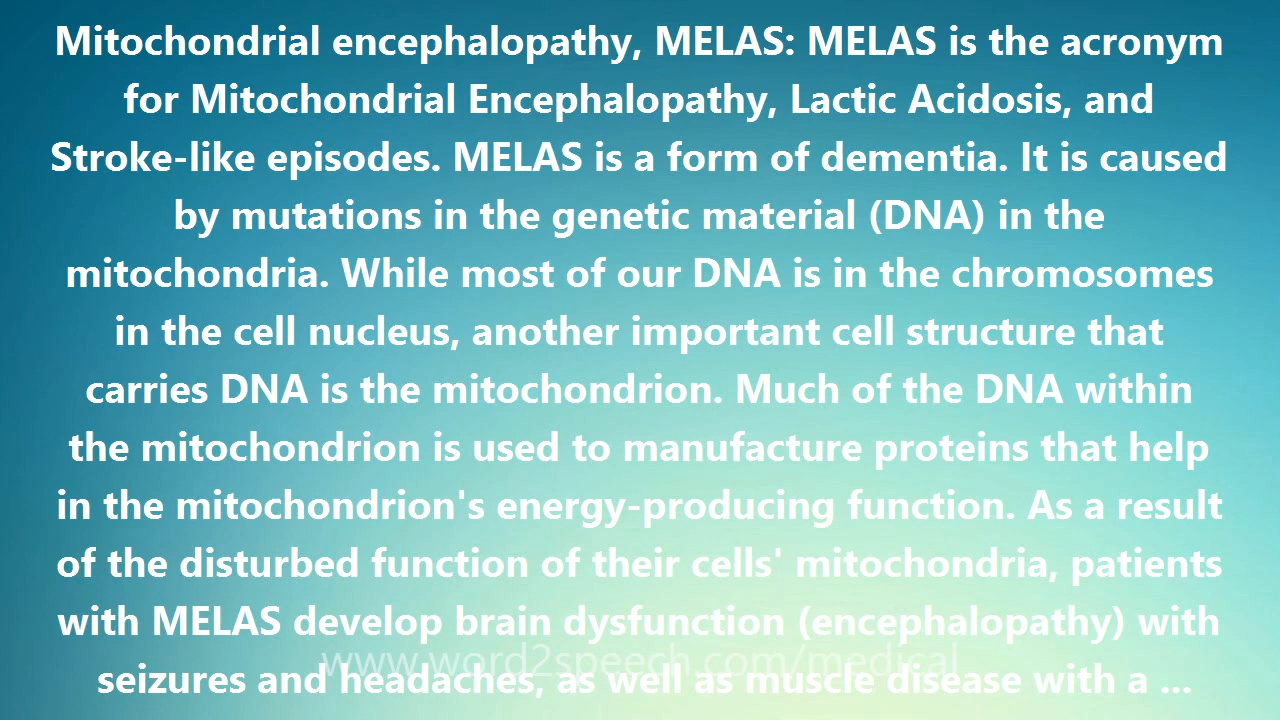 Mitochondrial encephalopathy, MELAS: MELAS is the acronym
for Mitochondrial Encephalopathy, Lactic Acidosis, and
Stroke-like episodes. MELAS is a form of dementia. It is caused
by mutations in the genetic material (DNA) in the
mitochondria. While most of our DNA is in the chromosomes
in the cell nucleus, another important cell structure that
carries DNA is the mitochondrion. Much of the DNA within
the mitochondrion is used to manufacture proteins that help
in the mitochondrion's energy-producing function. As a result
of the disturbed function of their cells' mitochondria, patients
with MELAS develop brain dysfunction (encephalopathy) with
www.word2speech.com/medical
seizures and headaches, as well as muscle disease with a ...